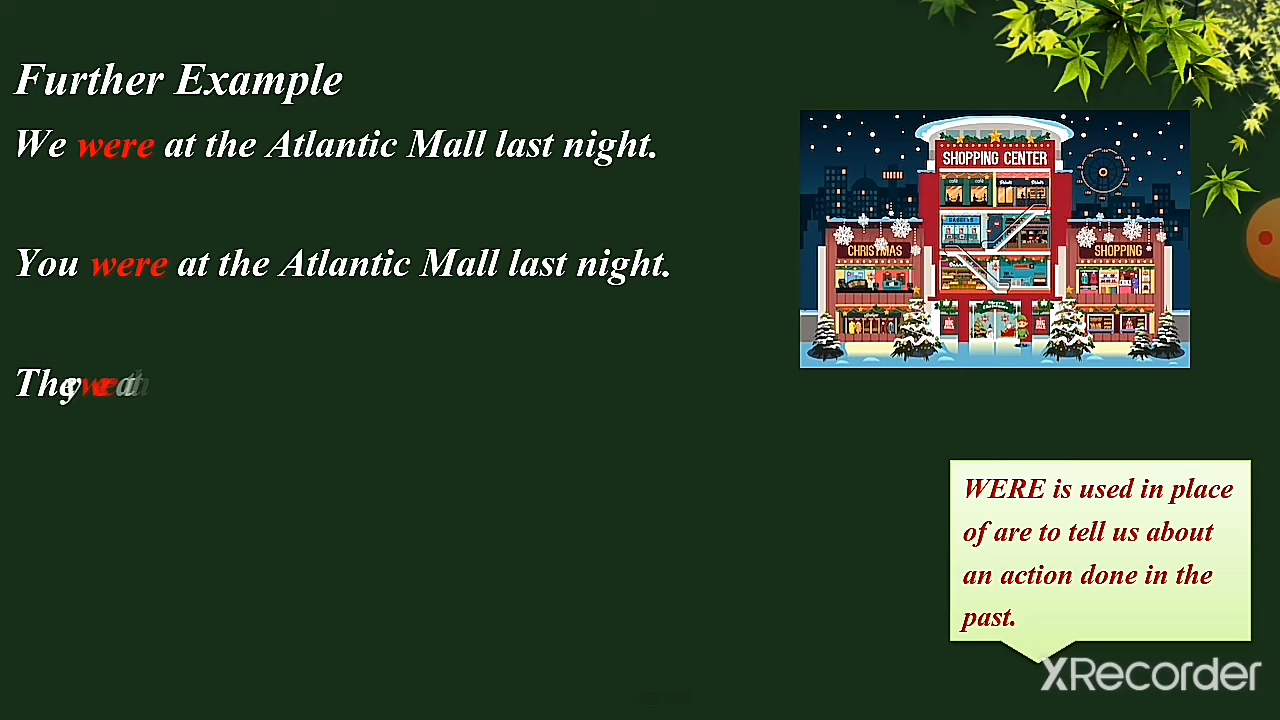 Further Example
We were at the Atlantic Mall last night.
You were at the Atlantic Mall last night.
They
SHOPPING CENTER
CHRISTMAS
SHOPPING
WERE is used in place
of are to tell us about
an action done in the
past.
XRecorder